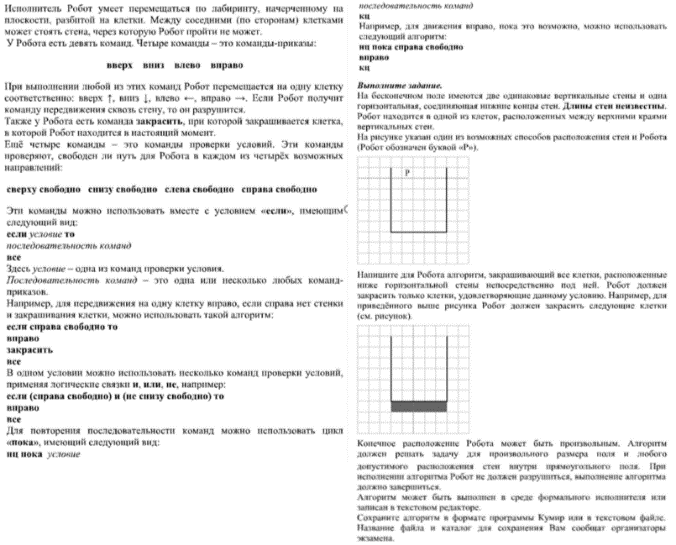 Исполнитель Робот умеет перемещаться по лабиринту, начерченному на
плоскости, разбитой на клетки. Между соседними (по сторонам) клетками
может стоять стена, через которую Робот пройти не может.
У Робота есть девять команд. Четыре команды – это команды-приказы:
вверх вниз влево вправо
При выполнении любой из этих команд Робот перемещается на одну клетку
соответственно: вверх ↑, вниз ↓, влево ←, вправо →. Если Робот получит
команду передвижения сквозь стену, то он разрушится.
Также у Робота есть команда закрасить, при которой закрашивается клетка,
в которой Робот находится в настоящий момент.
Ещё четыре команды – это команды проверки условий. Эти команды
проверяют, свободен ли путь для Робота в каждом из четырёх возможных
направлений:
сверху свободно снизу свободно слева свободно справа свободно
Эти команды можно использовать вместе с условием «если», имеющим
следующий вид:
если условие то
последовательность команд
все
Здесь условие – одна из команд проверки условия.
Последовательность команд – это одна или несколько любых команд-
приказов.
Например, для передвижения на одну клетку вправо, если справа нет стенки
и закрашивания клетки, можно использовать такой алгоритм:
если справа свободно то
вправо
закрасить
все
В одном условии можно использовать несколько команд проверки условий,
применяя логические связки и, или, не, например:
если (справа свободно) и (не снизу свободно) то
вправо
все
Для повторения последовательности команд можно использовать цикл
«пока», имеющий следующий вид:
нц пока условие
последовательность команд
кц
Например, для движения вправо, пока это возможно, можно использовать
следующий алгоритм:
нц пока справа свободно
вправо
кц
Выполните задание.
На бесконечном поле имеются две одинаковые вертикальные стены и одна
горизонтальная, соединяющая нижние концы стен. Длины стен неизвестны.
Робот находится в одной из клеток, расположенных между верхними краями
вертикальных стен.
На рисунке указан один из возможных способов расположения стен и Робота
(Робот обозначен буквой «Р»).
Р
Напишите для Робота алгоритм, закрашивающий все клетки, расположенные
ниже горизонтальной стены непосредственно под ней. Робот должен
закрасить только клетки, удовлетворяющие данному условию. Например, для
приведённого выше рисунка Робот должен закрасить следующие клетки
(см. рисунок).
Конечное расположение Робота может быть произвольным. Алгоритм
должен решать задачу для произвольного размера поля и любого
допустимого расположения стен внутри прямоугольного поля. При
исполнении алгоритма Робот не должен разрушиться, выполнение алгоритма
должно завершиться.
Алгоритм может быть выполнен в среде формального исполнителя или
записан в текстовом редакторе.
Сохраните алгоритм в формате программы Кумир или в текстовом файле.
Название файла и каталог для сохранения Вам сообщат организаторы
экзамена.